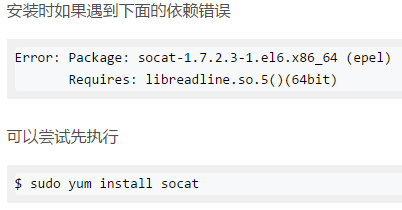 安装时如果遇到下面的依赖错误
Error: Package: socat-1.7.2.3-1.el6.x86_64 (epel)
Requires: libreadline.so.5()(64bit)
可以尝试先执行
$ sudo yum install socat